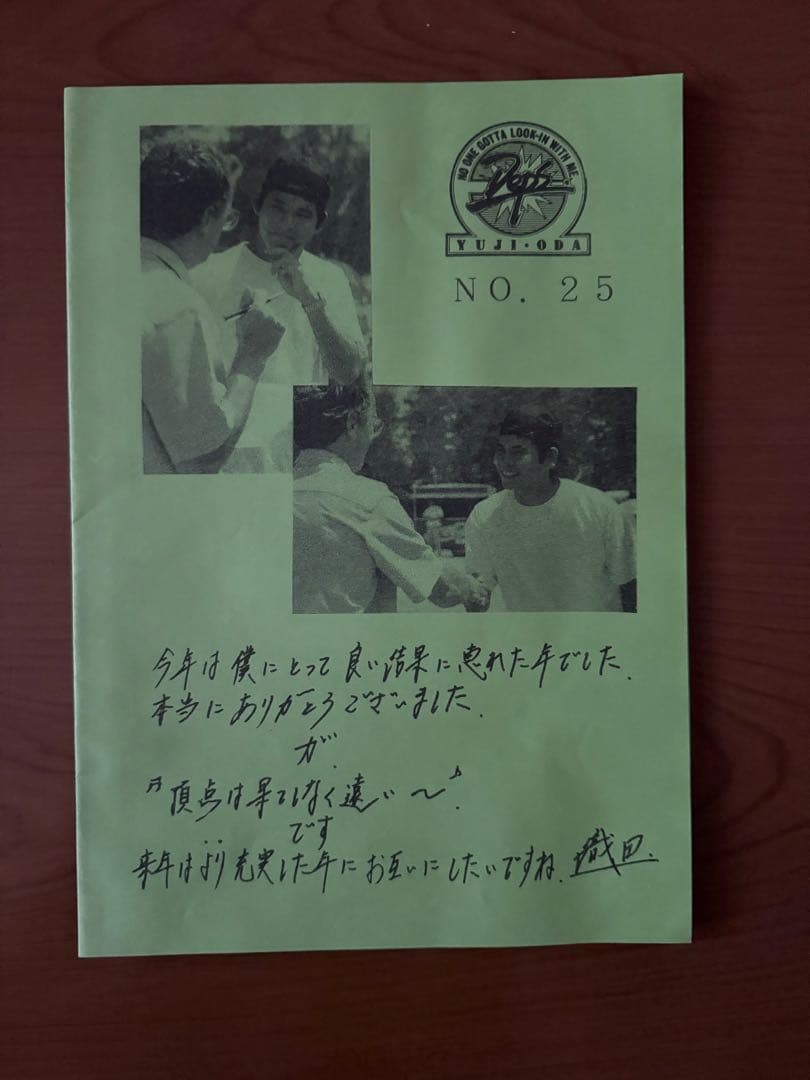 NO ONE GOTTA LOOK-IN WITH ME.
Deps
YUJI・ODA
NO. 25
今年は僕にとって良い結果に恵れた年でした.
本当にありがとうございました.
が.
"頂点は果てしなく遠い〜♪.
です
来年はより充実した年にお互いにしたいですね. 織田.